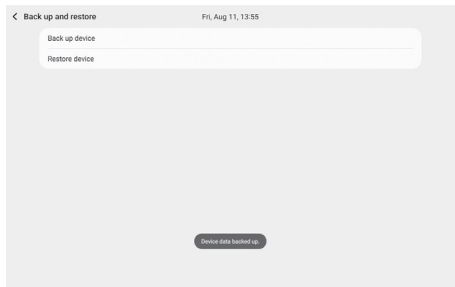 Back up and restore
Fri, Aug 11, 13:55
Back up device
Restore device
Device data backed up.